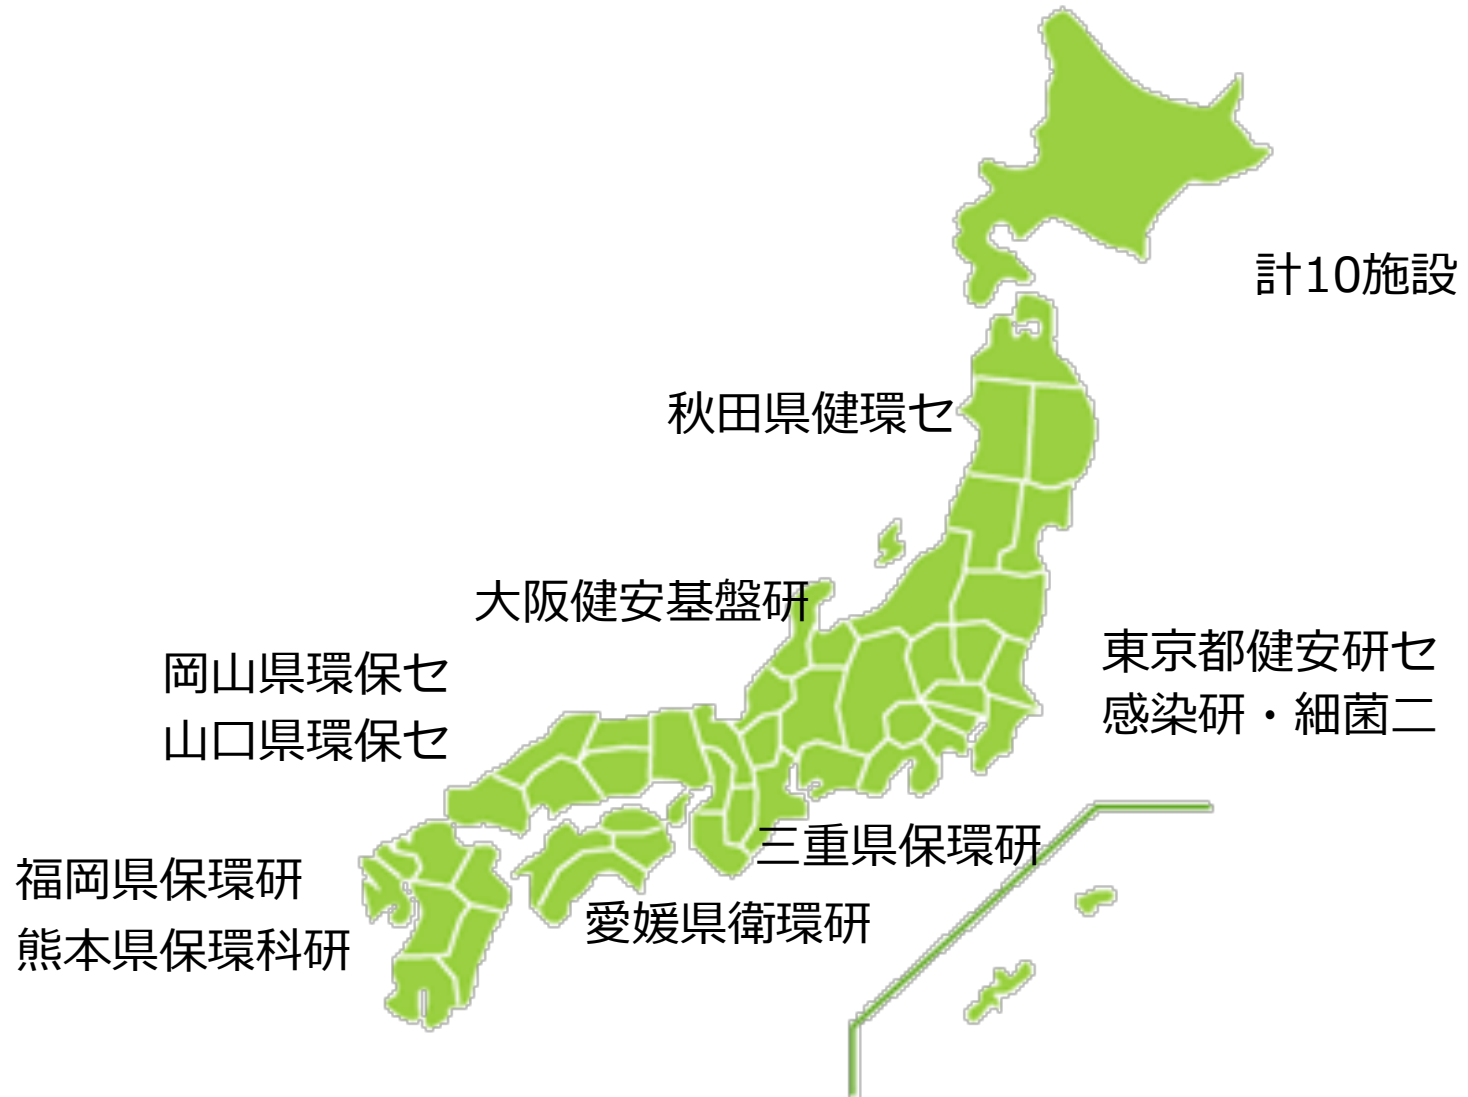 計10施設
秋田県健環セ
大阪健安基盤研
岡山県環保セ
山口県環保セ
東京都健安研セ
感染研・細菌二
三重県保環研
福岡県保環研
熊本県保環科研
愛媛県衛環研